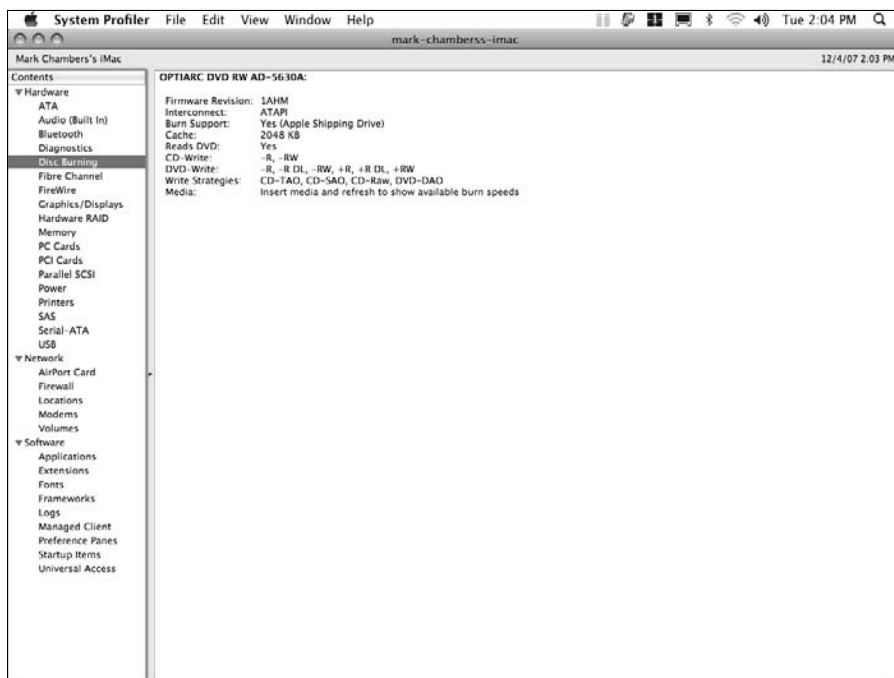 System Profiler File Edit View Window Help Tue 2:04 PM
mark-chamberss-imac
Mark Chambers's iMac 12/4/07 2:03 PM
Contents
Hardware
ATA
Audio (Built In)
Bluetooth
Diagnostics
Disc Burning
Fibre Channel
FireWire
Graphics/Displays
Hardware RAID
Memory
PC Cards
PCI Cards
Parallel SCSI
Power
Printers
SAS
Serial-ATA
USB
Network
AirPort Card
Firewall
Locations
Modems
Volumes
Software
Applications
Extensions
Fonts
Frameworks
Logs
Managed Client
Preference Panes
Startup Items
Universal Access
OPTIARC DVD RW AD-5630A:
Firmware Revision: 1AHM
Interconnect: ATAPI
Burn Support: Yes (Apple Shipping Drive)
Cache: 2048 KB
Reads DVD: Yes
CD-Write: -R, -RW
DVD-Write: -R, -R DL, -RW, +R, +R DL, +RW
Write Strategies: CD-TAO, CD-SAO, CD-Raw, DVD-DAO
Media: Insert media and refresh to show available burn speeds